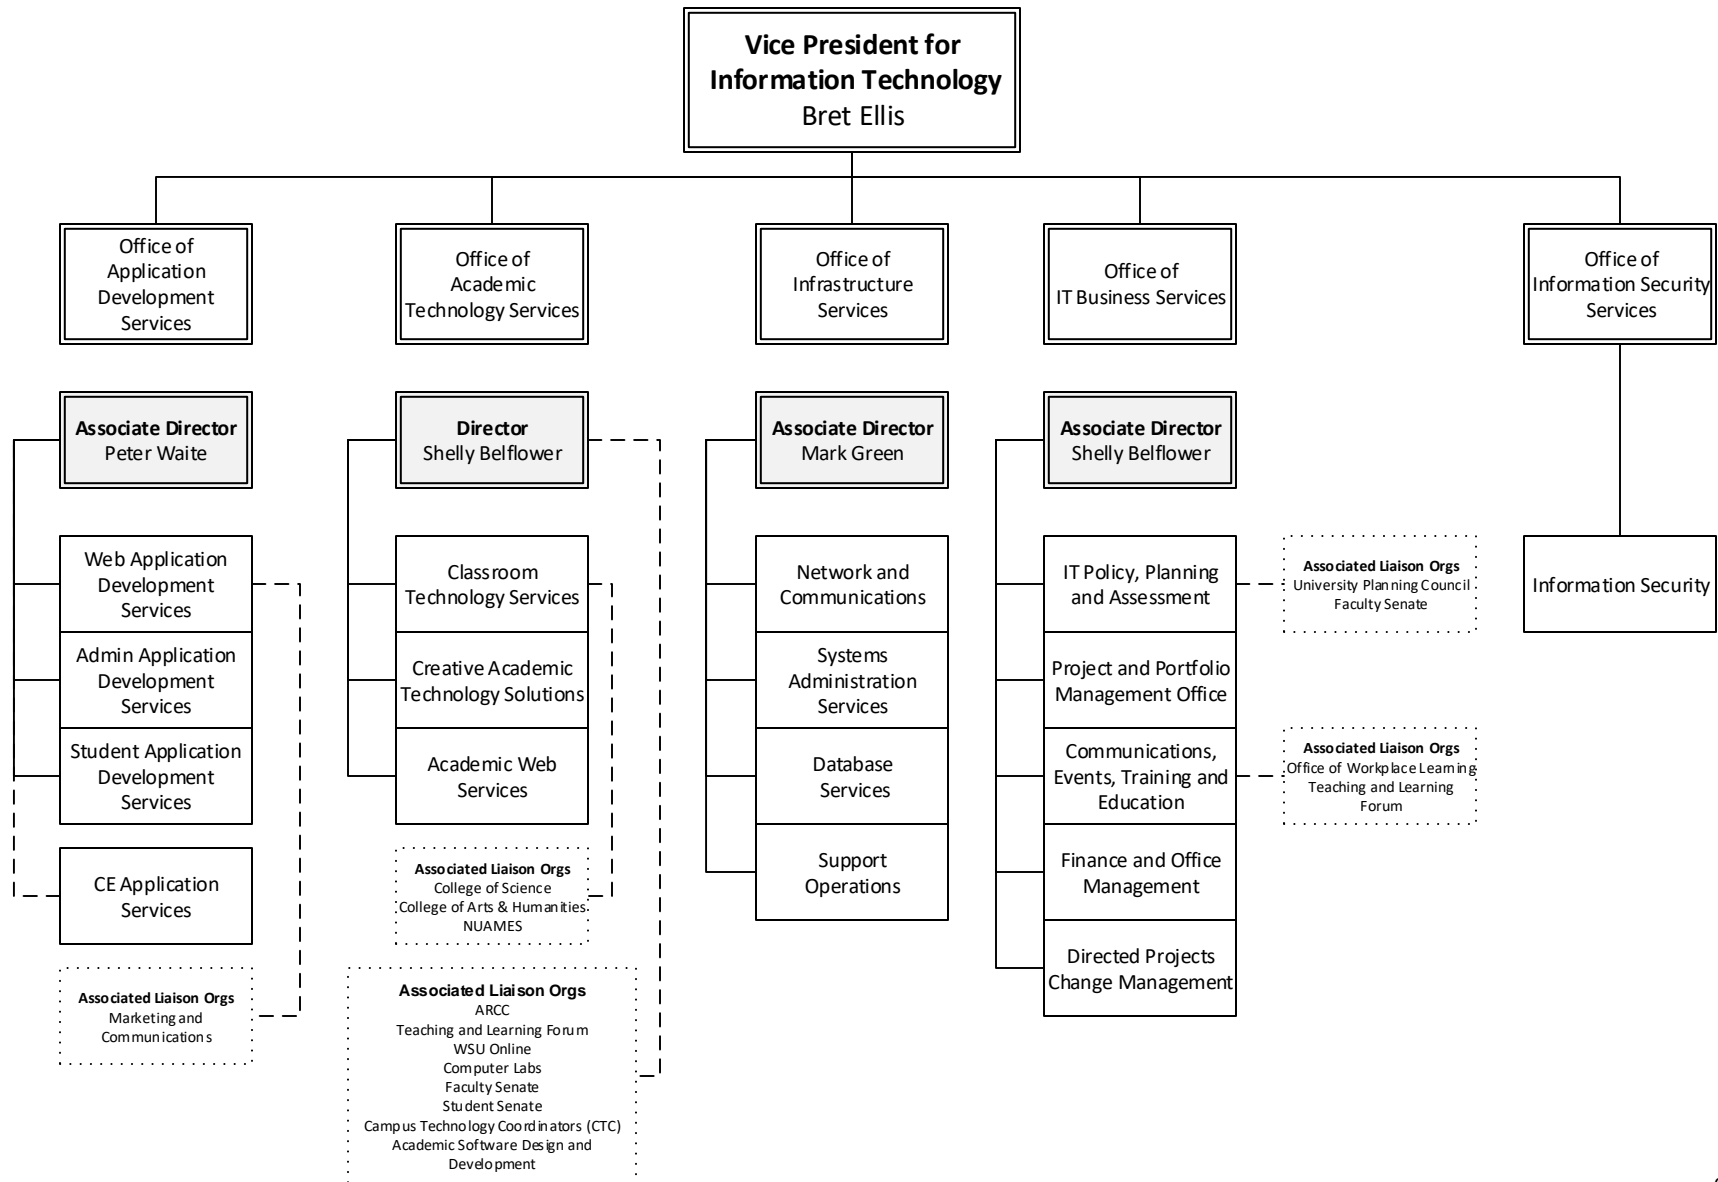 Vice President for
Information Technology
Bret Ellis
Office of
Application
Development
Services
Office of
Academic
Technology Services
Office of
Infrastructure
Services
Office of
IT Business Services
Office of
Information Security
Services
Associate Director
Peter Waite
Director
Shelly Belflower
Associate Director
Mark Green
Associate Director
Shelly Belflower
Web Application
Development
Services
Admin Application
Development
Services
Student Application
Development
Services
CE Application
Services
Associated Liaison Orgs
Marketing and
Communications
Classroom
Technology Services
Creative Academic
Technology Solutions
Academic Web
Services
Associated Liaison Orgs
College of Science
College of Arts & Humanities
NUAMES
Associated Liaison Orgs
ARCC
Teaching and Learning Forum
WSU Online
Computer Labs
Faculty Senate
Student Senate
Campus Technology Coordinators (CTC)
Academic Software Design and
Development
Network and
Communications
Systems
Administration
Services
Database
Services
Support
Operations
IT Policy, Planning
and Assessment
Project and Portfolio
Management Office
Communications,
Events, Training and
Education
Finance and Office
Management
Directed Projects
Change Management
Associated Liaison Orgs
University Planning Council
Faculty Senate
Associated Liaison Orgs
Office of Workplace Learning
Teaching and Learning
Forum
Information Security